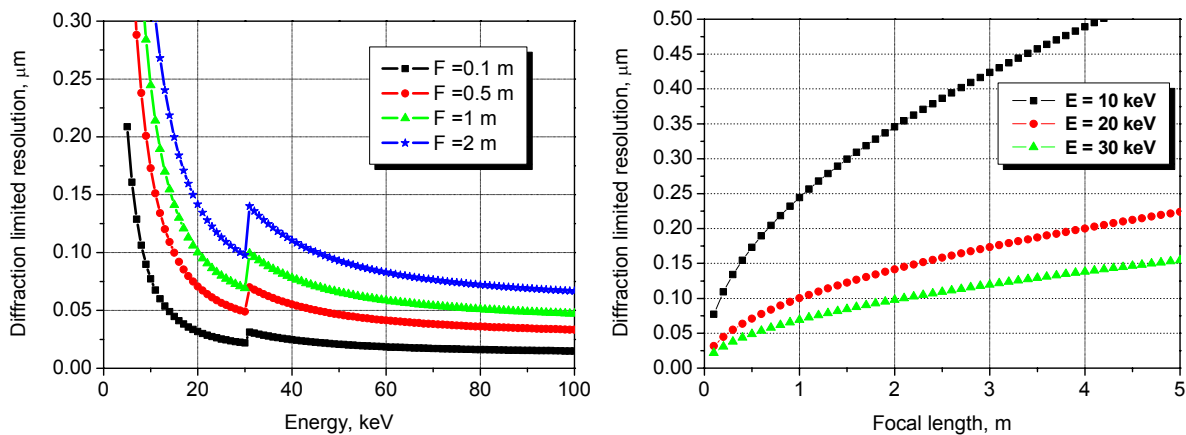 Diffraction limited resolution, μm
0.30
0.25
0.20
0.15
0.10
0.05
0.00
0
20
40
60
80
100
Energy, keV
F =0.1 m
F =0.5 m
F =1 m
F =2 m
Diffraction limited resolution, μm
0.50
0.45
0.40
0.35
0.30
0.25
0.20
0.15
0.10
0.05
0.00
0
1
2
3
4
5
Focal length, m
E = 10 keV
E = 20 keV
E = 30 keV